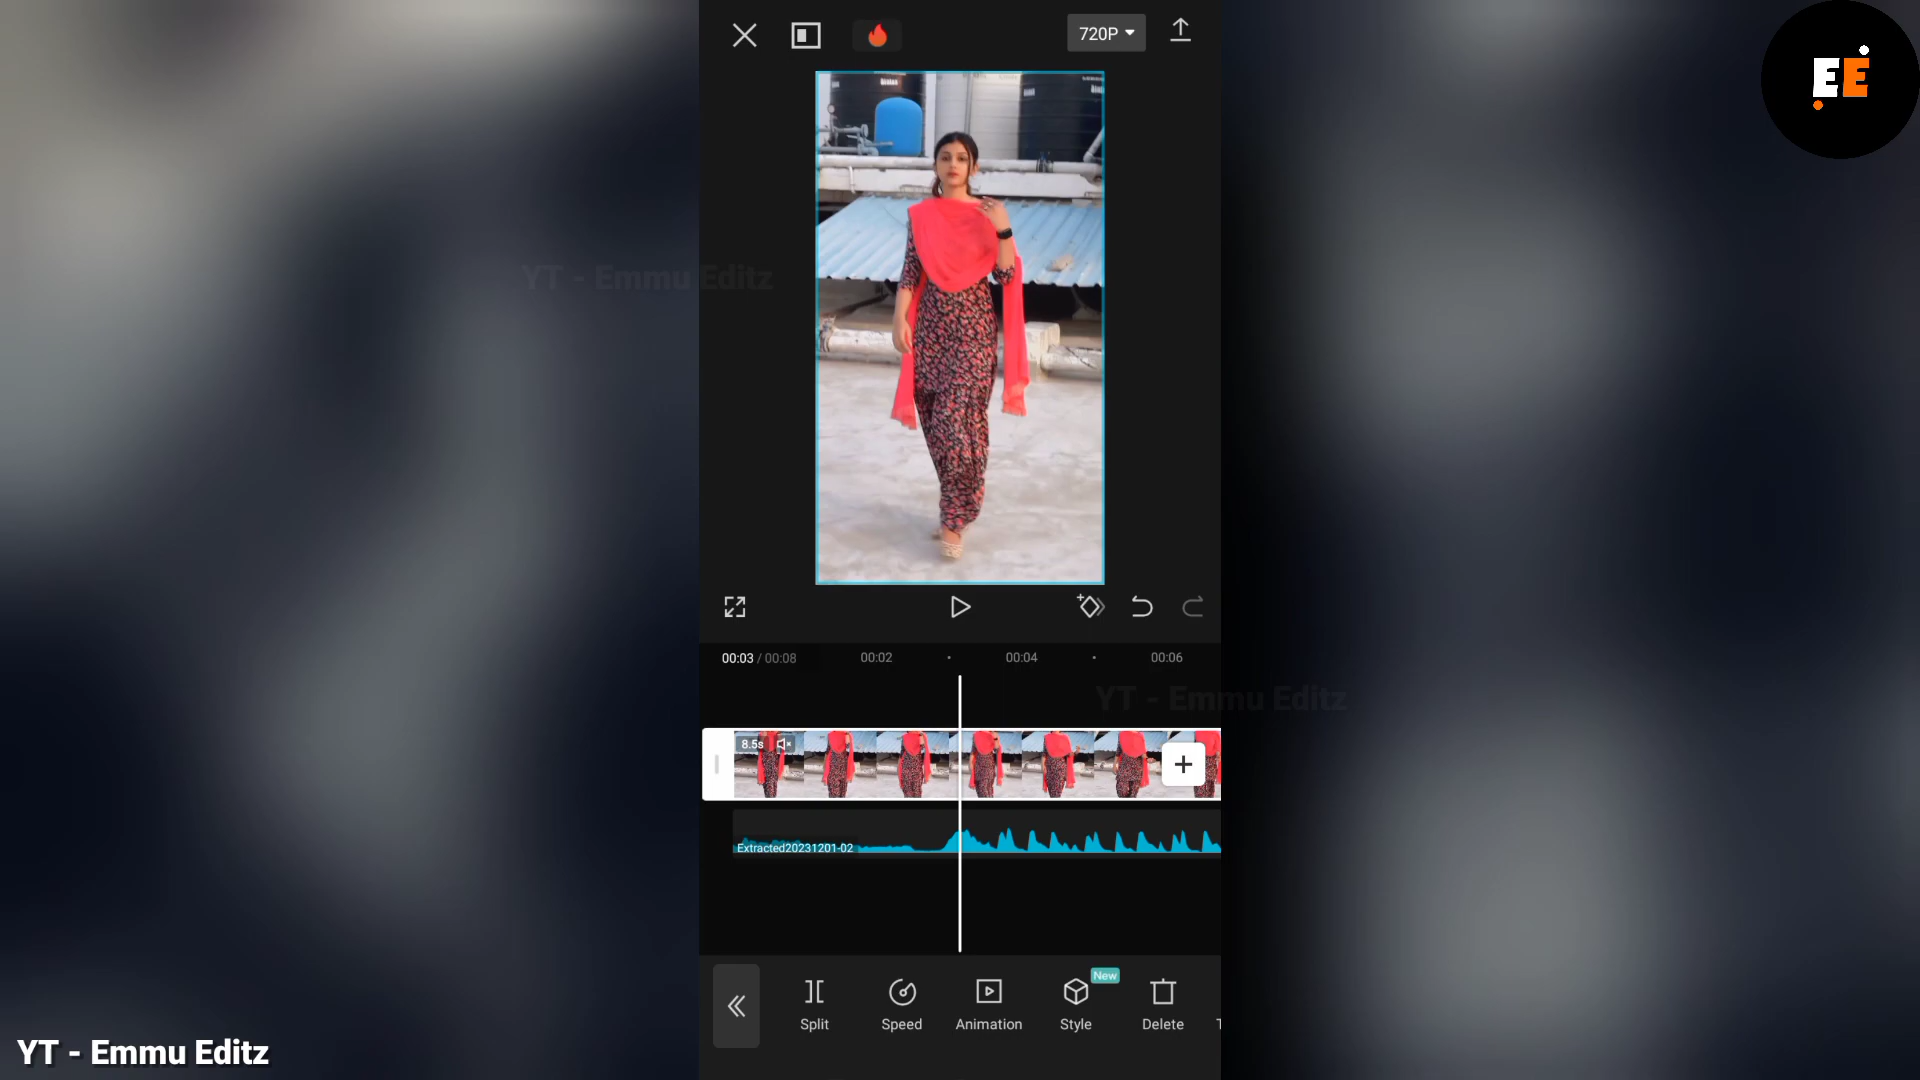 720P
EE
YT - Emmu Editz
00:03 / 00:08
00:02
00:04
00:06
YT - Emmu Editz
8.5s
Extracted20231201-02
New
Split
Speed
Animation
Style
Delete
YT - Emmu Editz